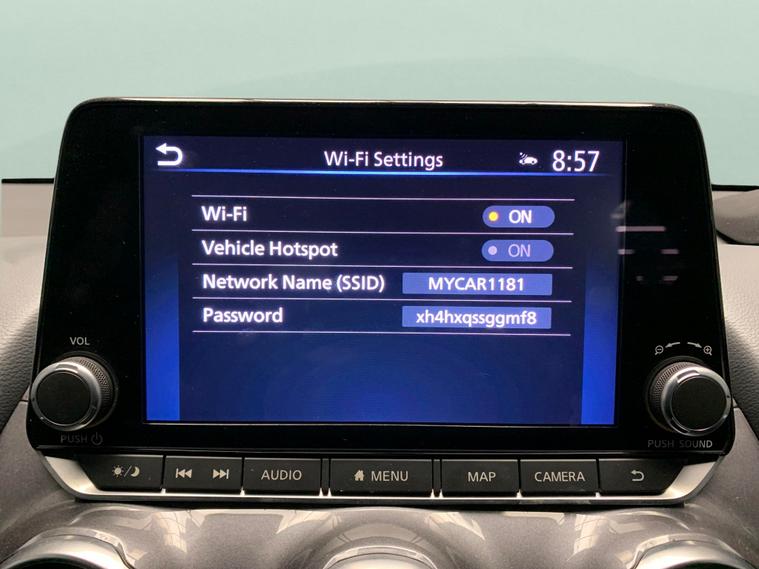 Wi-Fi Settings 8:57
Wi-Fi ON
Vehicle Hotspot ON
Network Name (SSID) MYCAR1181
Password xh4hxqssggmf8
VOL
PUSH
PUSH SOUND
AUDIO MENU MAP CAMERA